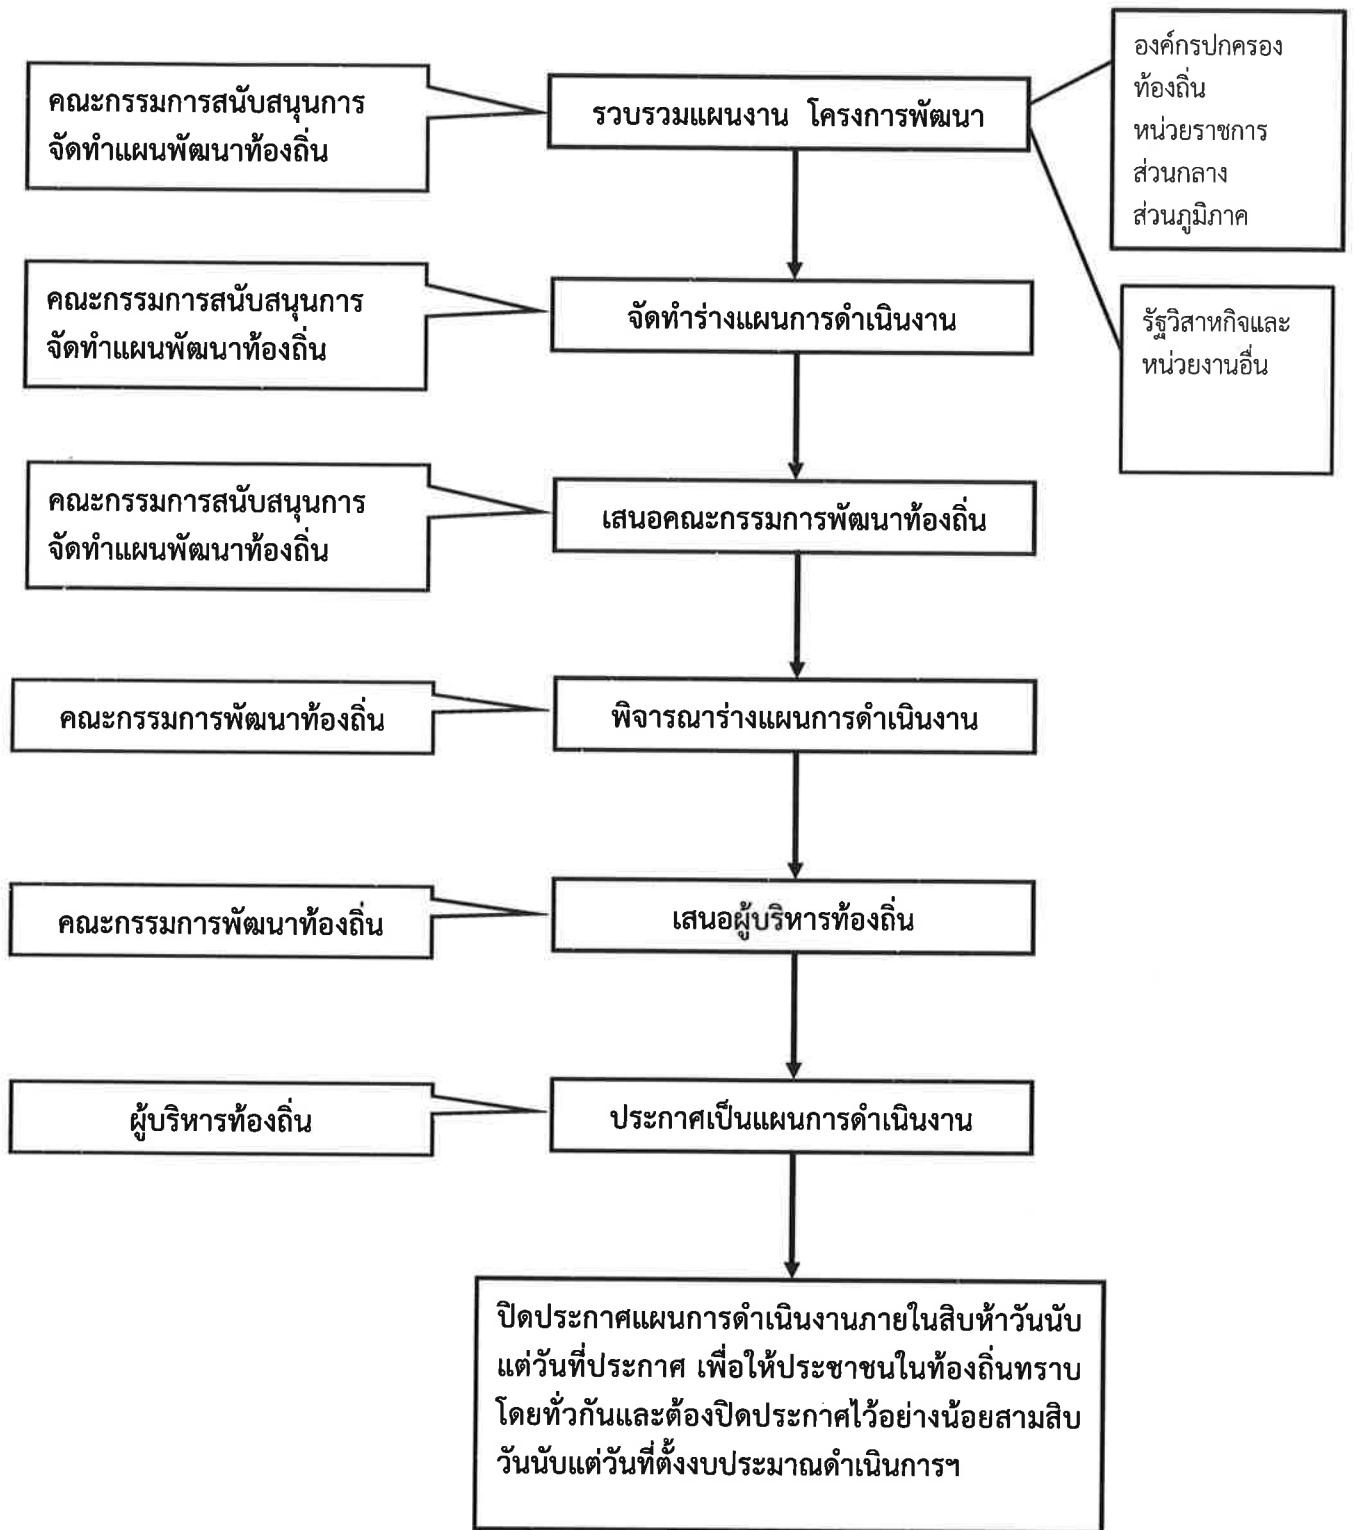 องค์กรปกครอง
ท้องถิ่น
หน่วยราชการ
ส่วนกลาง
ส่วนภูมิภาค
คณะกรรมการสนับสนุนการ
จัดทำแผนพัฒนาท้องถิ่น
รวบรวมแผนงาน โครงการพัฒนา
รัฐวิสาหกิจและ
หน่วยงานอื่น
คณะกรรมการสนับสนุนการ
จัดทำแผนพัฒนาท้องถิ่น
จัดทำร่างแผนการดำเนินงาน
คณะกรรมการสนับสนุนการ
จัดทำแผนพัฒนาท้องถิ่น
เสนอคณะกรรมการพัฒนาท้องถิ่น
คณะกรรมการพัฒนาท้องถิ่น
พิจารณาร่างแผนการดำเนินงาน
คณะกรรมการพัฒนาท้องถิ่น
เสนอผู้บริหารท้องถิ่น
ผู้บริหารท้องถิ่น
ประกาศเป็นแผนการดำเนินงาน
ปิดประกาศแผนการดำเนินงานภายในสิบห้าวันนับ
แต่วันที่ประกาศ เพื่อให้ประชาชนในท้องถิ่นทราบ
โดยทั่วกันและต้องปิดประกาศไว้อย่างน้อยสามสิบ
วันนับแต่วันที่ตั้งงบประมาณดำเนินการฯ